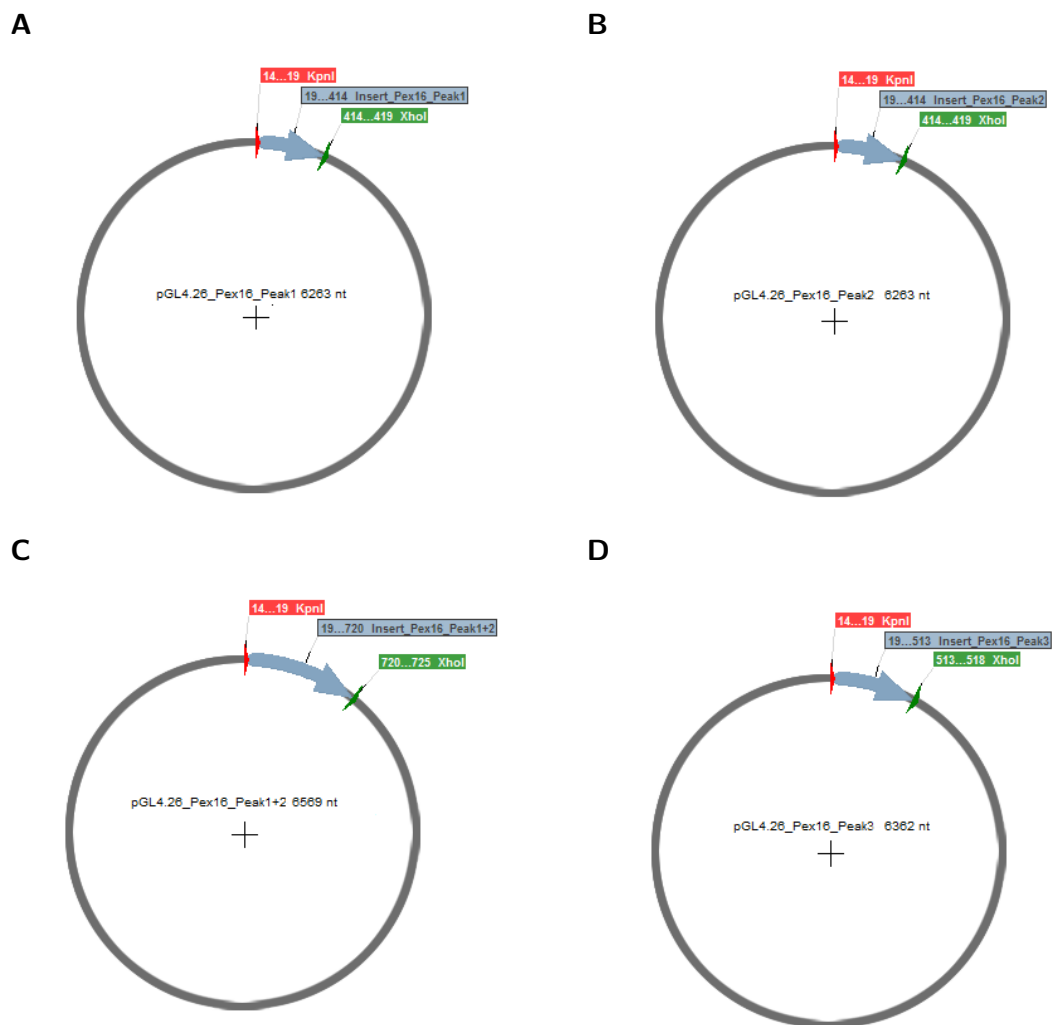 A
14...19 KpnI
19...414 Insert_Pex16_Peak1
414...419 XhoI
pGL4.26_Pex16_Peak1 6263 nt
B
14...19 KpnI
19...414 Insert_Pex16_Peak2
414...419 XhoI
pGL4.26_Pex16_Peak2 6263 nt
C
14...19 KpnI
19...720 Insert_Pex16_Peak1+2
720...725 XhoI
pGL4.26_Pex16_Peak1+2 6569 nt
D
14...19 KpnI
19...513 Insert_Pex16_Peak3
513...518 XhoI
pGL4.26_Pex16_Peak3 6362 nt